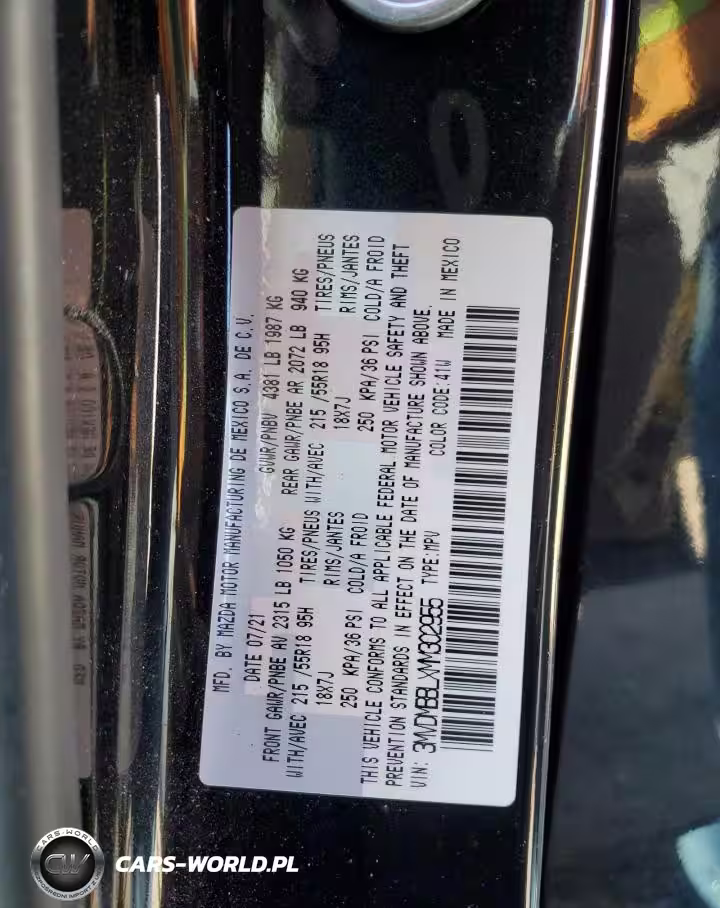 MFD. BY MAZDA MOTOR MANUFACTURING DE MEXICO S.A. DE C.V.
DATE 07/21 GVWR/PNBV 4381 LB 1987 KG
FRONT GAWR/PNBE AV 2315 LB 1050 KG REAR GAWR/PNBE AR 2072 LB 940 KG
WITH/AVEC 215 /55R18 95H TIRES/PNEUS WITH/AVEC 215 /55R18 95H TIRES/PNEUS
18X7J RIMS/JANTES 18X7J RIMS/JANTES
250 KPA/36 PSI COLD/A FROID 250 KPA/36 PSI COLD/A FROID
THIS VEHICLE CONFORMS TO ALL APPLICABLE FEDERAL MOTOR VEHICLE SAFETY AND THEFT
PREVENTION STANDARDS IN EFFECT ON THE DATE OF MANUFACTURE SHOWN ABOVE.
VIN: 3MVDMBBLXMM302955 TYPE:MPV COLOR CODE:41W MADE IN MEXICO
CARS-WORLD
CW
CARS-WORLD.PL